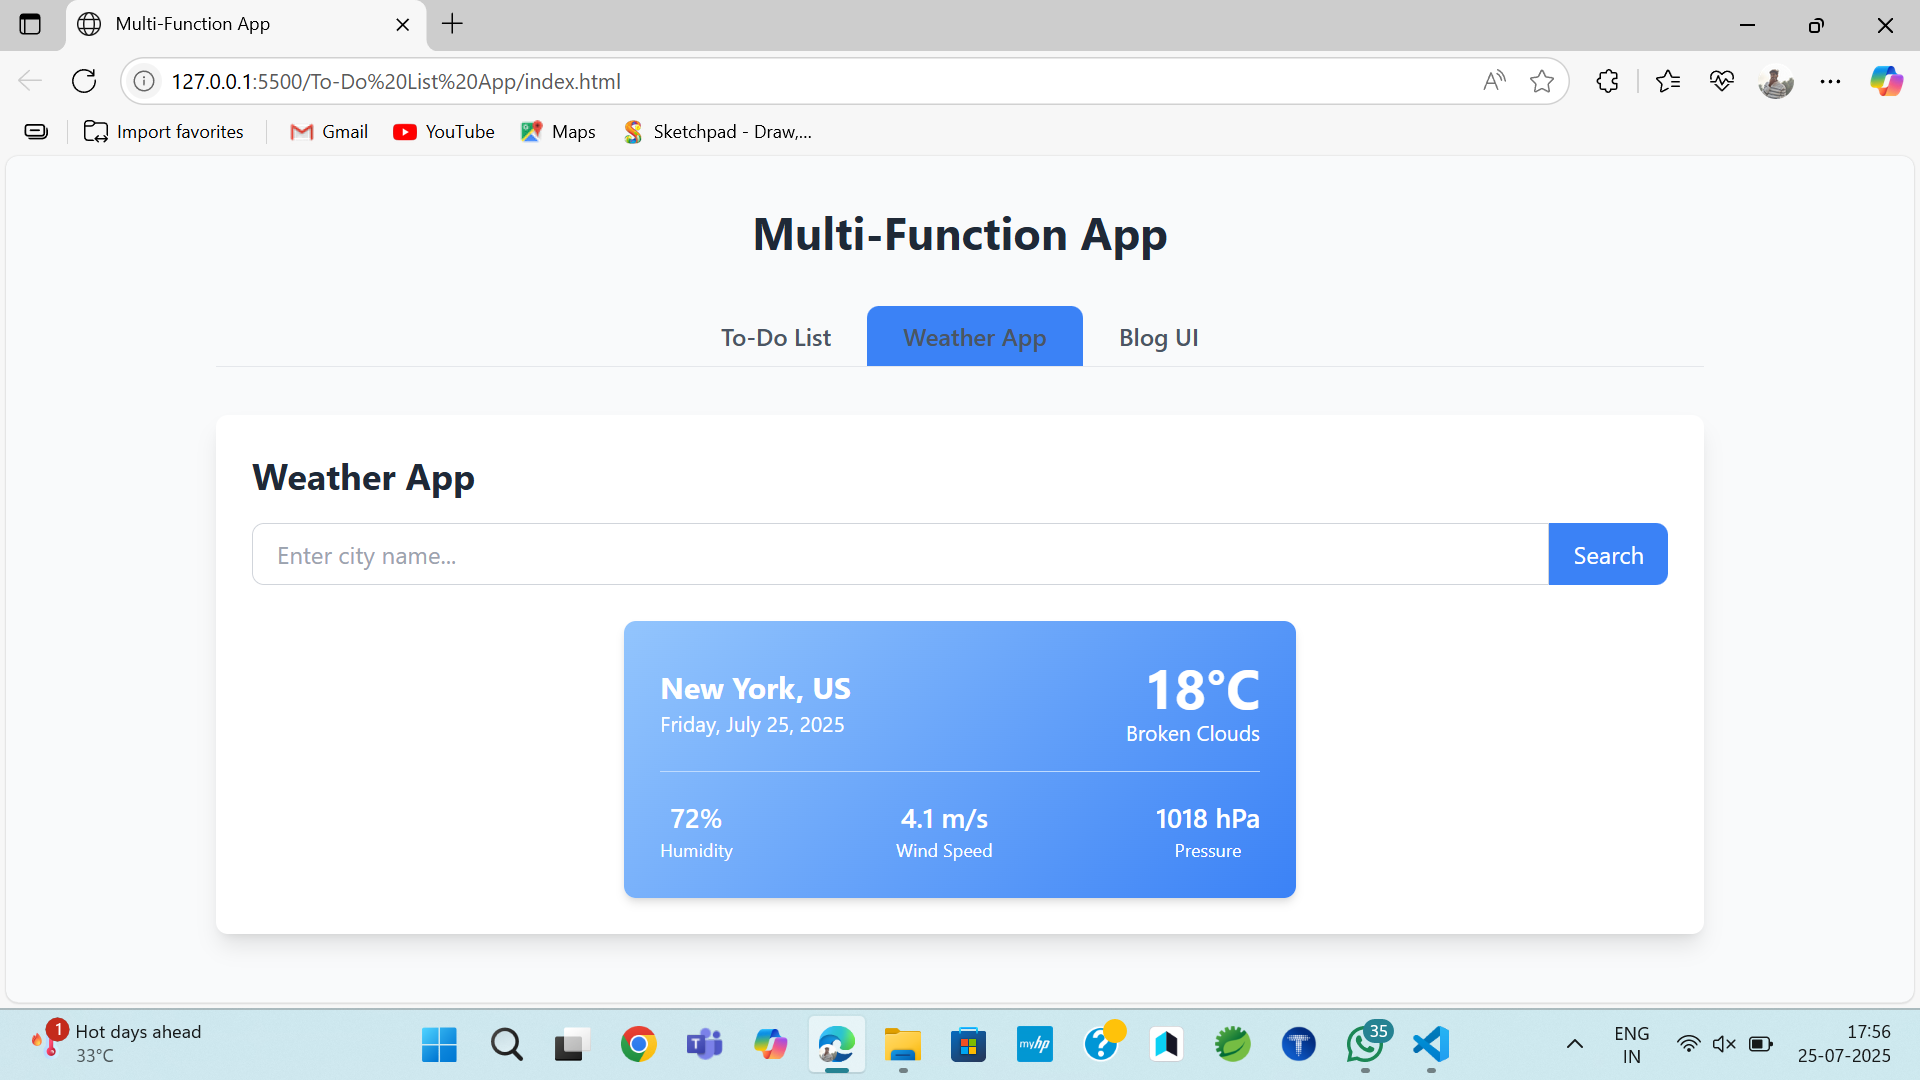 Multi-Function App
127.0.0.1:5500/To-Do%20List%20App/index.html
Import favorites
Gmail
YouTube
Maps
Sketchpad - Draw,...
Multi-Function App
To-Do List
Weather App
Blog UI
Weather App
Enter city name...
Search
New York, US
Friday, July 25, 2025
18°C
Broken Clouds
72%
Humidity
4.1 m/s
Wind Speed
1018 hPa
Pressure
1
Hot days ahead
33°C
T
myhp
?
T
35
ENG
IN
17:56
25-07-2025